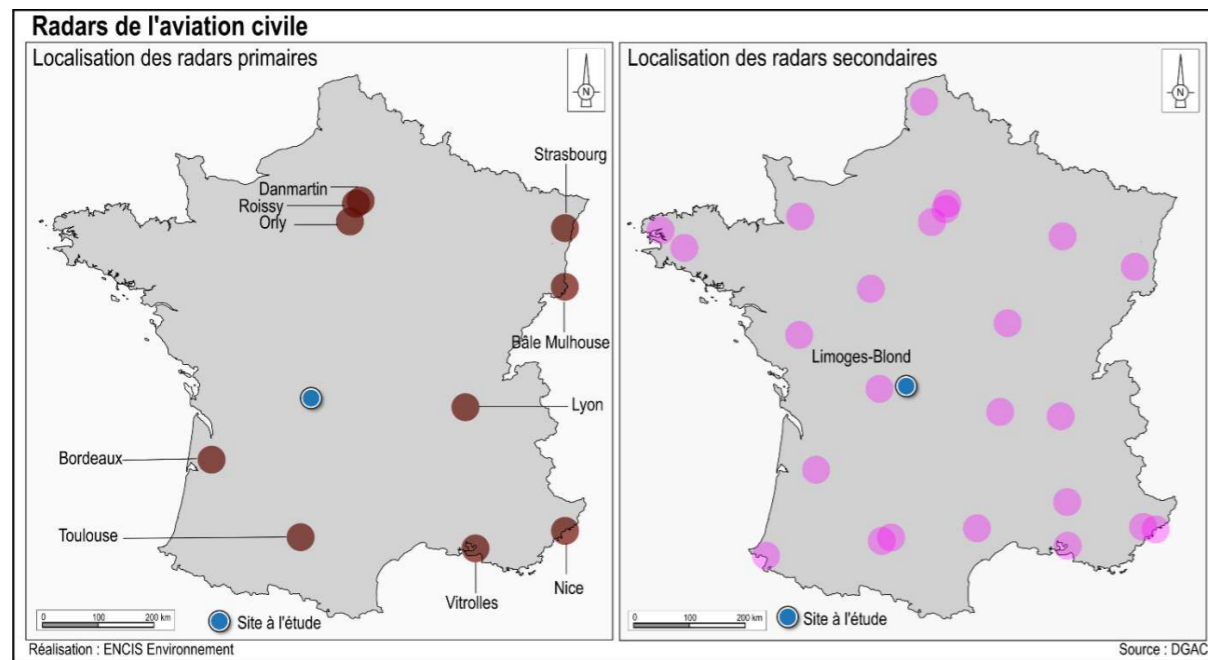 Radars de l'aviation civile
Localisation des radars primaires
N
Danmartin
Roissy
Orly
Strasbourg
Bâle Mulhouse
Lyon
Bordeaux
Toulouse
Vitrolles
Nice
0 100 200 km
Site à l'étude
Localisation des radars secondaires
N
Limoges-Blond
0 100 200 km
Site à l'étude
Réalisation : ENCIS Environnement
Source : DGAC